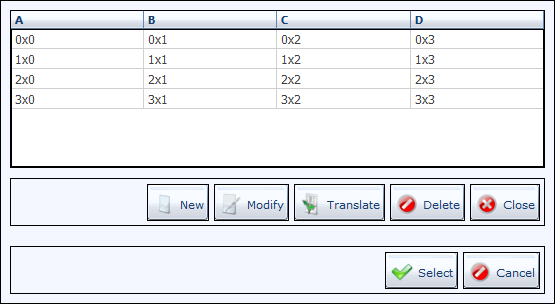 A B C D
0x0 0x1 0x2 0x3
1x0 1x1 1x2 1x3
2x0 2x1 2x2 2x3
3x0 3x1 3x2 3x3
New Modify Translate Delete Close
Select Cancel